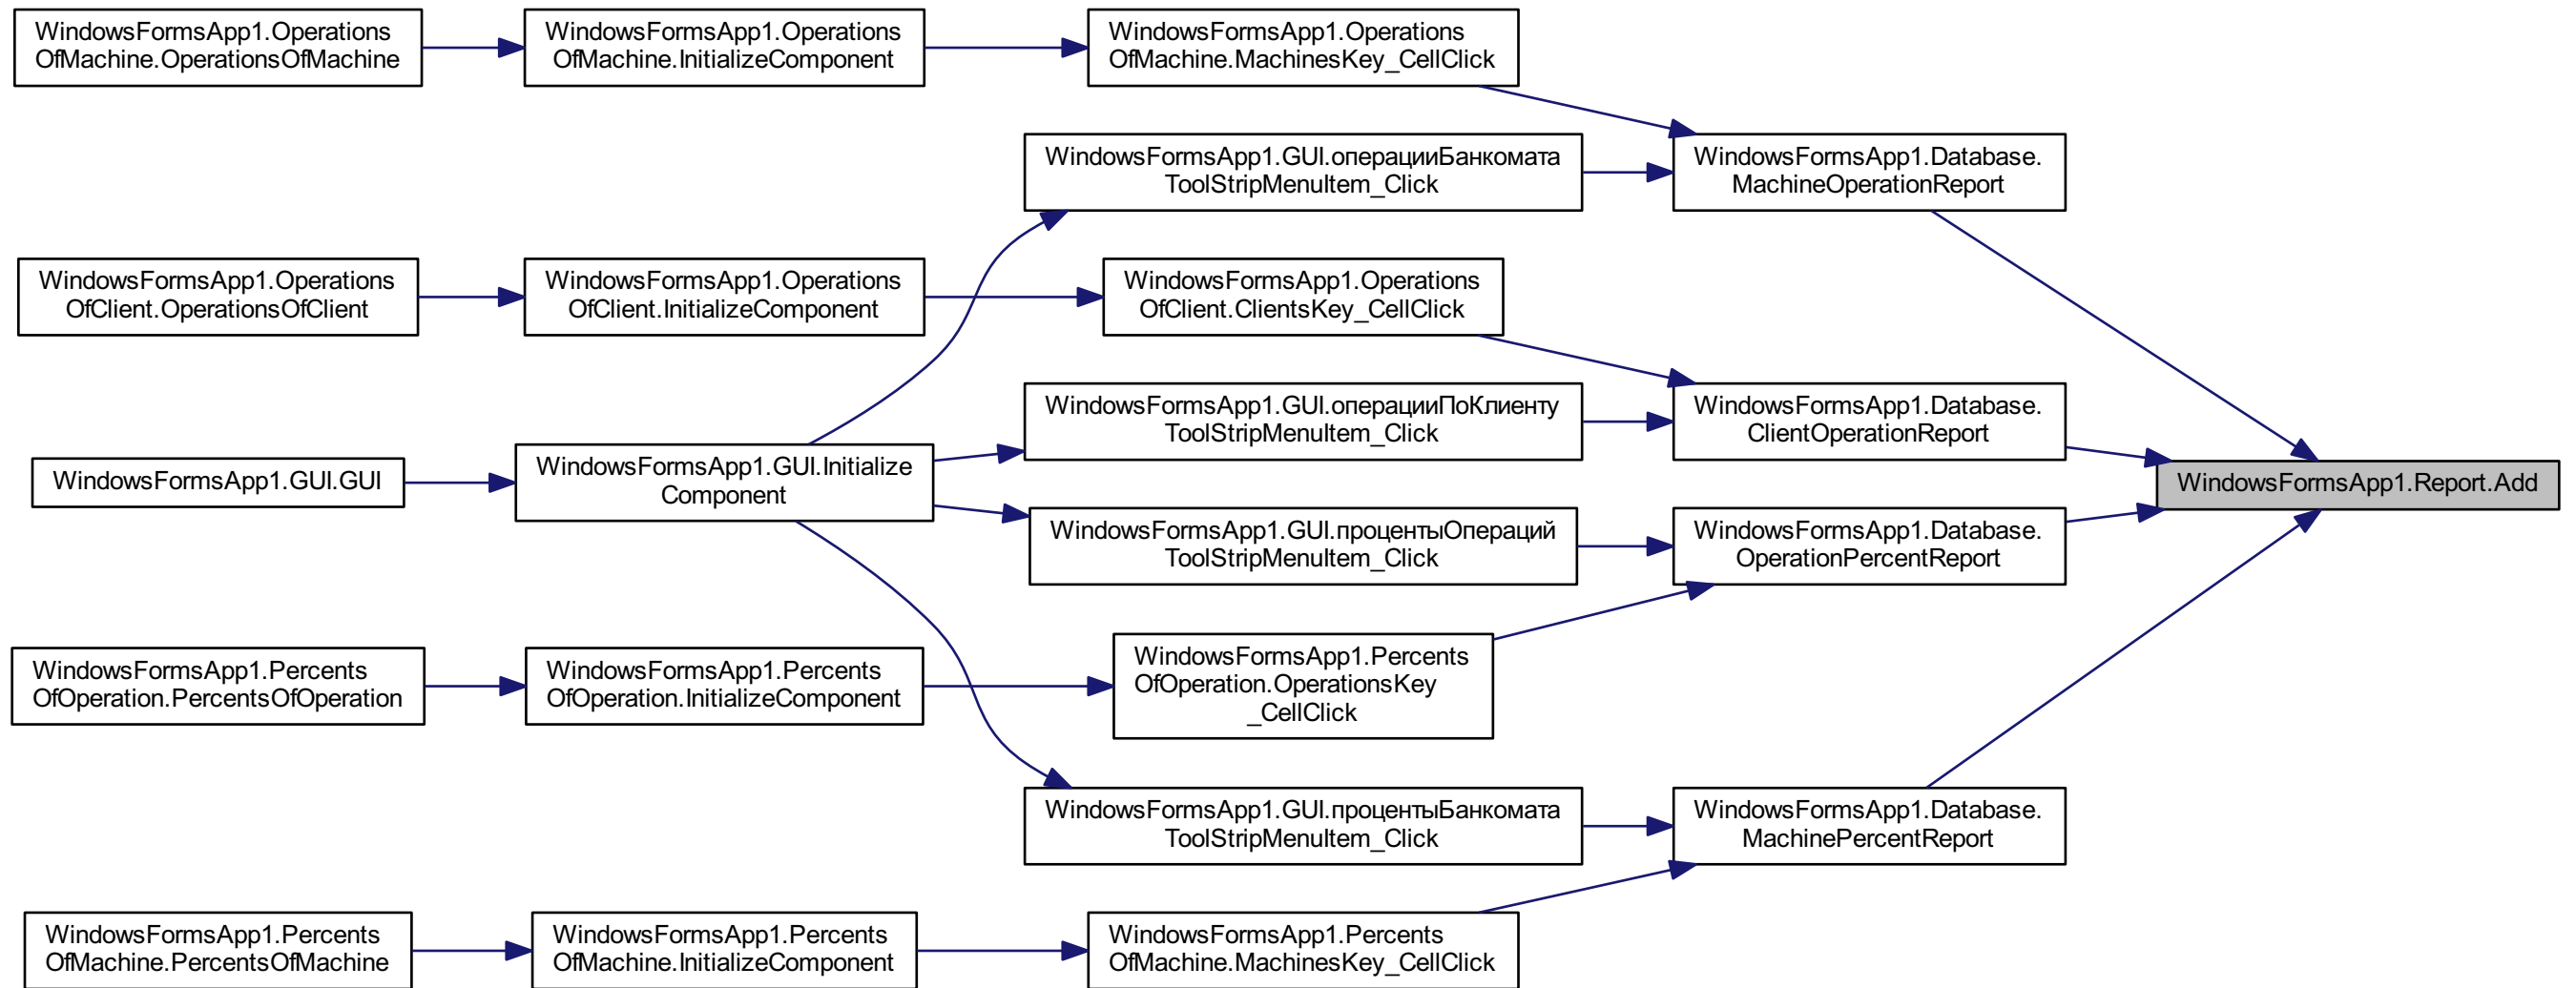 WindowsFormsApp1.Operations
OfMachine.OperationsOfMachine
WindowsFormsApp1.Operations
OfMachine.InitializeComponent
WindowsFormsApp1.Operations
OfMachine.MachinesKey_CellClick
WindowsFormsApp1.GUI.операцииБанкомата
ToolStripMenuItem_Click
WindowsFormsApp1.Database.
MachineOperationReport
WindowsFormsApp1.Operations
OfClient.OperationsOfClient
WindowsFormsApp1.Operations
OfClient.InitializeComponent
WindowsFormsApp1.Operations
OfClient.ClientsKey_CellClick
WindowsFormsApp1.GUI.операцииПоКлиенту
ToolStripMenuItem_Click
WindowsFormsApp1.Database.
ClientOperationReport
WindowsFormsApp1.GUI.GUI
WindowsFormsApp1.GUI.Initialize
Component
WindowsFormsApp1.Report.Add
WindowsFormsApp1.GUI.процентыОпераций
ToolStripMenuItem_Click
WindowsFormsApp1.Database.
OperationPercentReport
WindowsFormsApp1.Percents
OfOperation.PercentsOfOperation
WindowsFormsApp1.Percents
OfOperation.InitializeComponent
WindowsFormsApp1.Percents
OfOperation.OperationsKey
_CellClick
WindowsFormsApp1.GUI.процентыБанкомата
ToolStripMenuItem_Click
WindowsFormsApp1.Database.
MachinePercentReport
WindowsFormsApp1.Percents
OfMachine.PercentsOfMachine
WindowsFormsApp1.Percents
OfMachine.InitializeComponent
WindowsFormsApp1.Percents
OfMachine.MachinesKey_CellClick